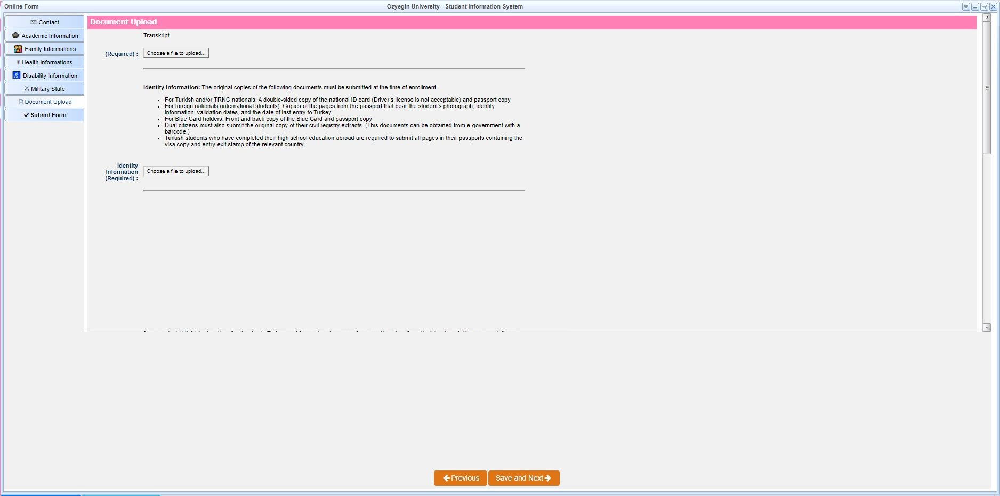 Online Form
Ozyegin University - Student Information System
Contact
Academic Information
Family Informations
Health Informations
Disability Information
Military State
Document Upload
Submit Form
Document Upload
Transkript
(Required) :
Choose a file to upload...
Identity Information: The original copies of the following documents must be submitted at the time of enrollment:
• For Turkish and/or TRNC nationals: A double-sided copy of the national ID card (Driver's license is not acceptable) and passport copy
• For foreign nationals (international students): Copies of the pages from the passport that bear the student's photograph, identity
information, validation dates, and the date of last entry to Turkey.
• For Blue Card holders: Front and back copy of the Blue Card and passport copy
• Dual citizens must also submit the original copy of their civil registry extracts. (This documents can be obtained from e-government with a
barcode.)
• Turkish students who have completed their high school education abroad are required to submit all pages in their passports containing the
visa copy and entry-exit stamp of the relevant country.
Identity
Information
(Required) :
Choose a file to upload...
Previous
Save and Next